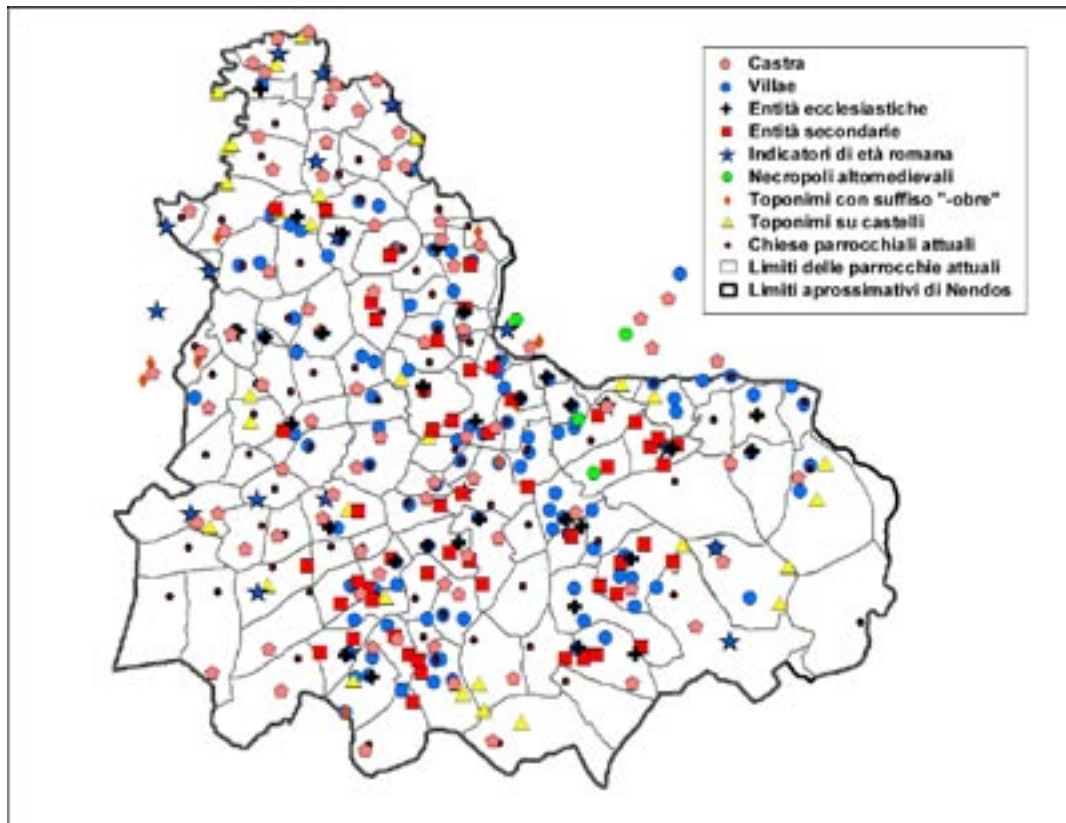 Castra
Villae
Entità ecclesiastiche
Entità secondarie
Indicatori di età romana
Necropoli altomedievali
Toponimi con suffiso "-obre"
Toponimi su castelli
Chiese parrocchiali attuali
Limiti delle parrocchie attuali
Limiti aprossimativi di Nendos